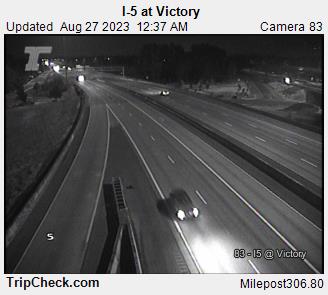 I-5 at Victory
Updated Aug 27 2023 12:37 AM Camera 83
T
S
83 - I5 @ Victory
TripCheck.com Milepost306.80